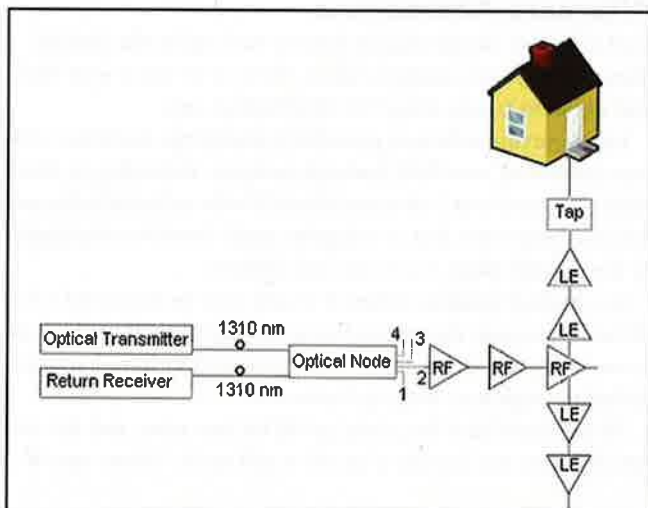 Tap
LE
LE
1310 nm
Optical Transmitter
4 3
Optical Node
RF RF RF
2
Return Receiver
1310 nm
1
LE
LE